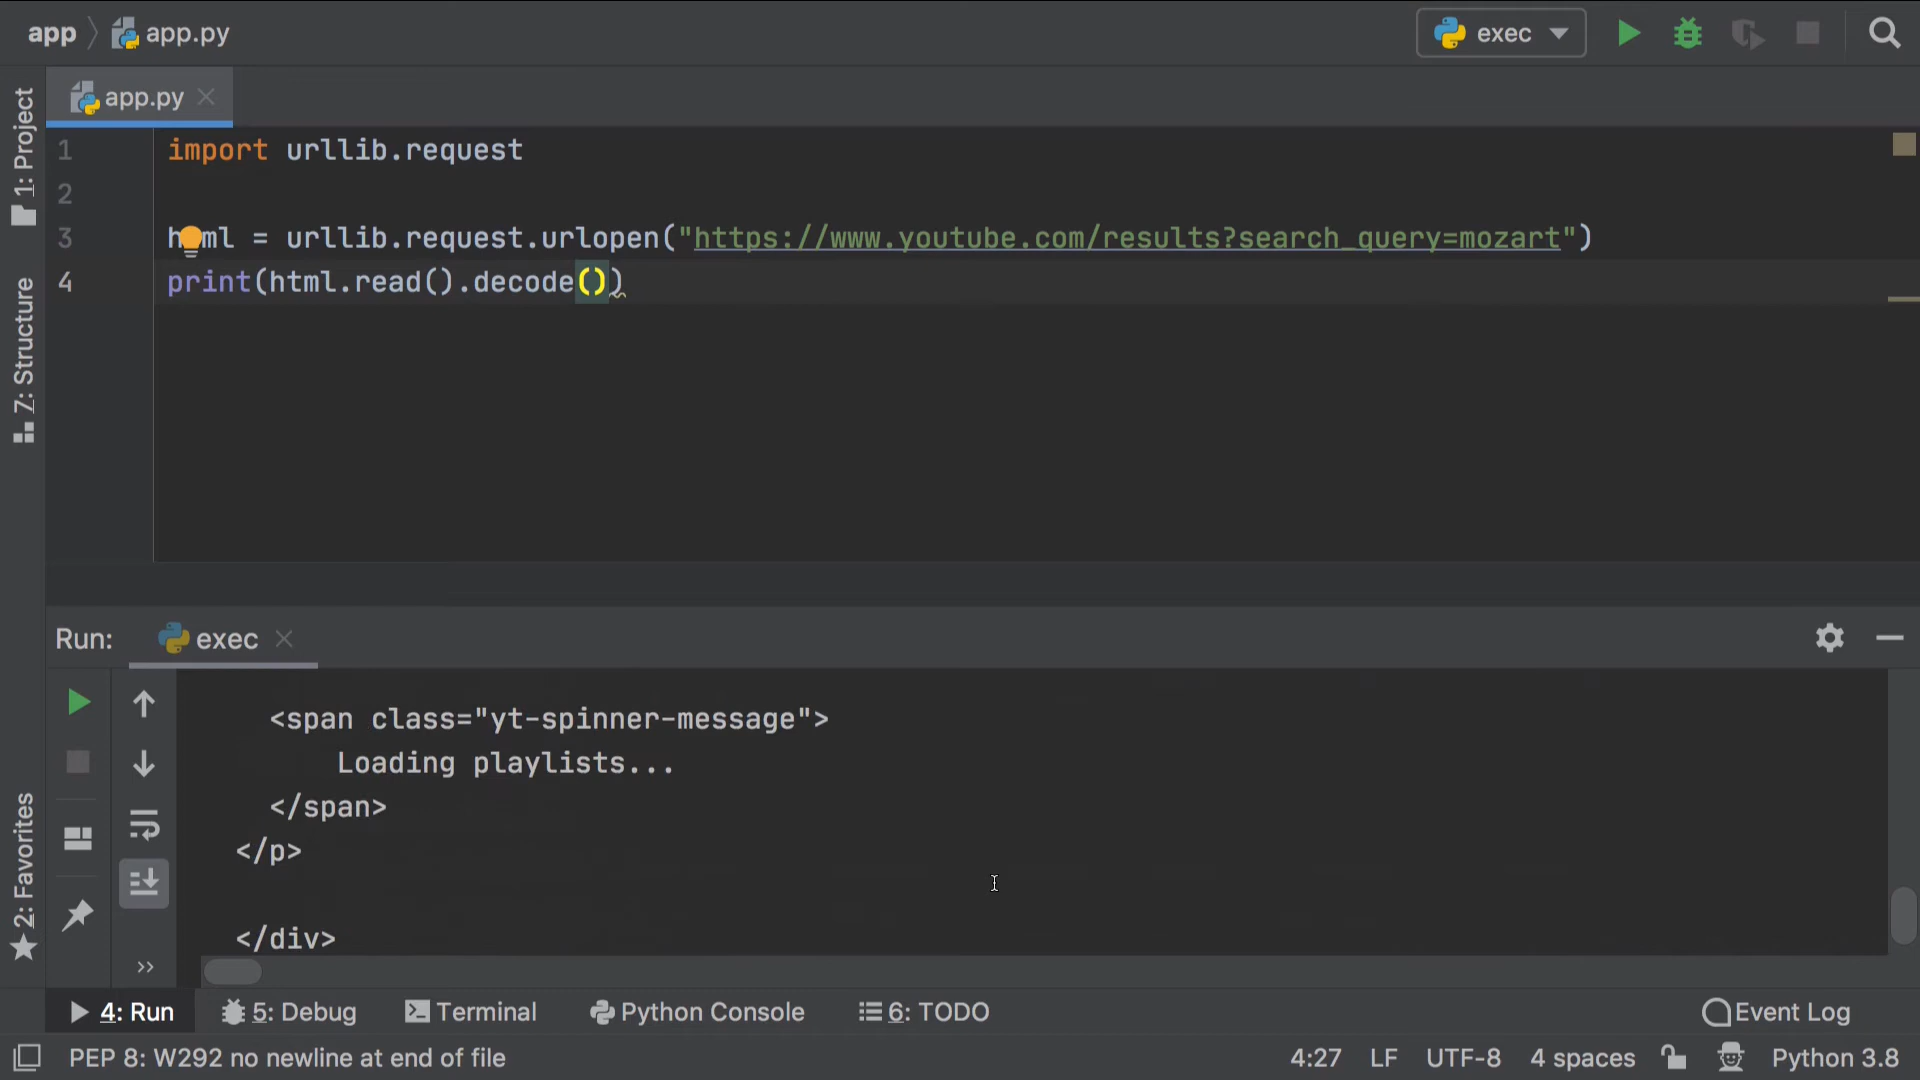 app
app.py
exec
app.py
1: Project
7: Structure
2: Favorites
1 import urllib.request
2
3 html = urllib.request.urlopen("https://www.youtube.com/results?search_query=mozart")
4 print(html.read().decode())
Run:
exec
<span class="yt-spinner-message">
Loading playlists...
</span>
</p>
</div>
>>
4: Run
5: Debug
Terminal
Python Console
6: TODO
Event Log
PEP 8: W292 no newline at end of file
4:27
LF
UTF-8
4 spaces
Python 3.8